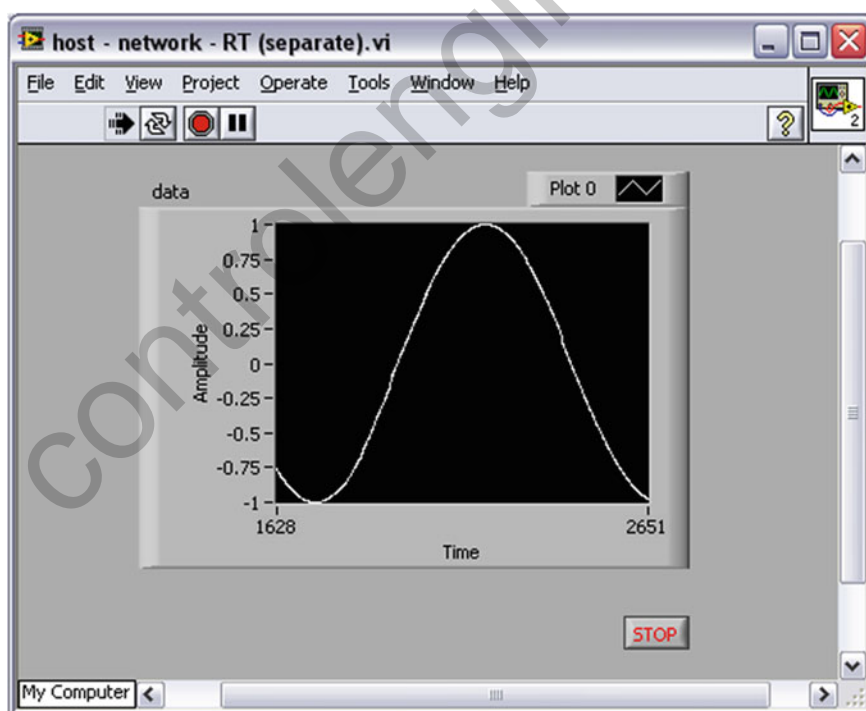 host - network - RT (separate).vi
File Edit View Project Operate Tools Window Help
?
2
data
Plot 0
1
0.75
0.5
0.25
0
-0.25
-0.5
-0.75
-1
Amplitude
1628
2651
Time
STOP
My Computer